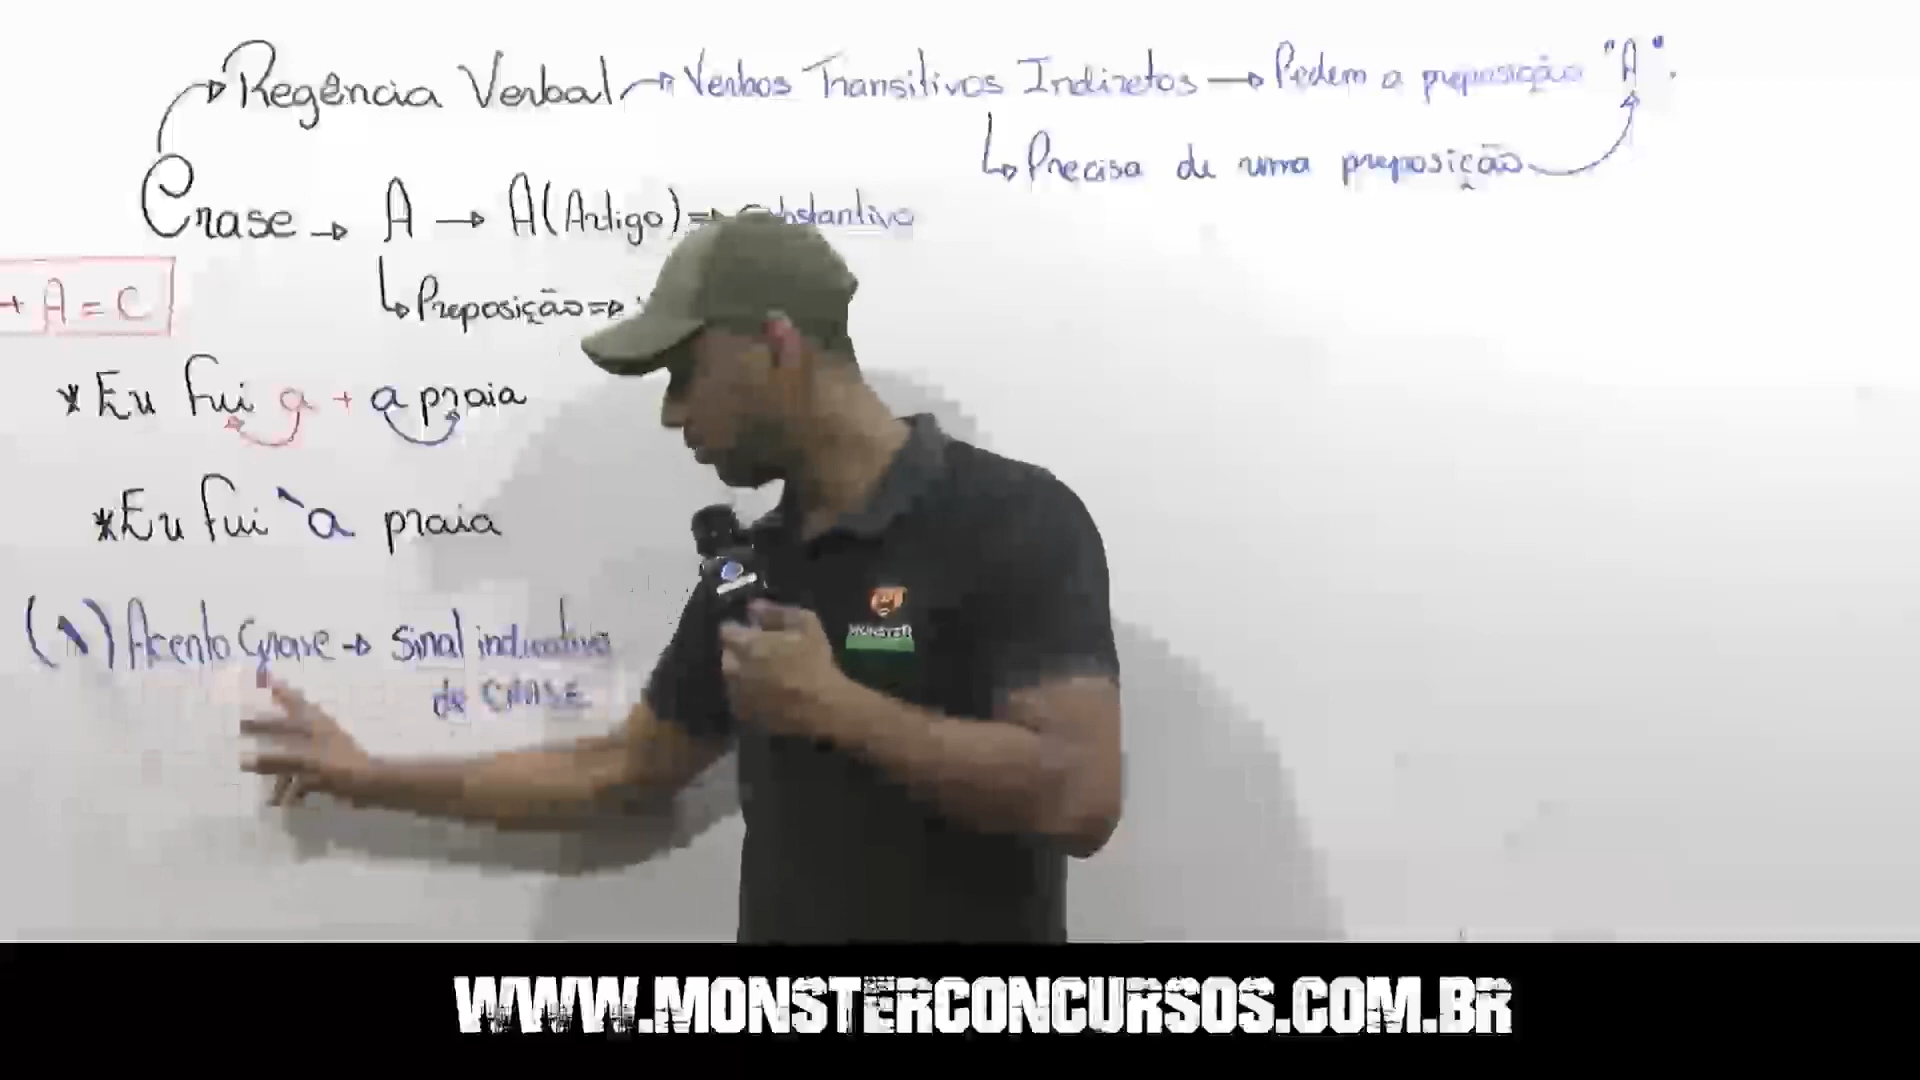 Regência Verbal → Verbos Transitivos Indiretos → Pedem a preposição "A".
↳ Precisa de uma preposição
Crase → A → A (Artigo) ⇒ substantivo
↳ Preposição ⇒
+ A = C
* Eu fui a + a praia
* Eu fui à praia
(`) Acento Grave → Sinal indicativo
de CRASE
MONSTER
WWW.MONSTERCONCURSOS.COM.BR